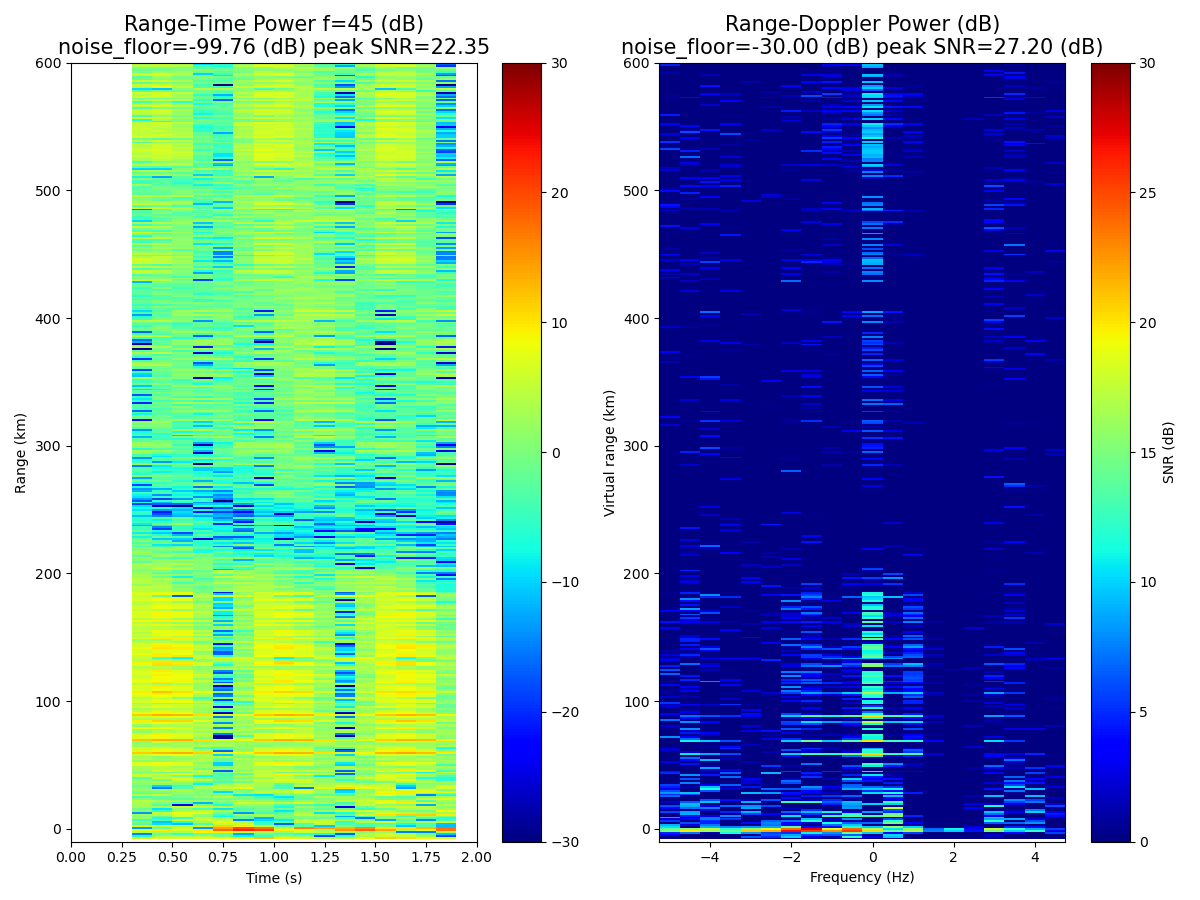 Range-Time Power f=45 (dB)
noise_floor=-99.76 (dB) peak SNR=22.35
600
500
400
300
200
100
0
Range (km)
0.00 0.25 0.50 0.75 1.00 1.25 1.50 1.75 2.00
Time (s)
30
20
10
0
−10
−20
−30
Range-Doppler Power (dB)
noise_floor=-30.00 (dB) peak SNR=27.20 (dB)
600
500
400
300
200
100
0
Virtual range (km)
−4 −2 0 2 4
Frequency (Hz)
30
25
20
15
10
5
0
SNR (dB)